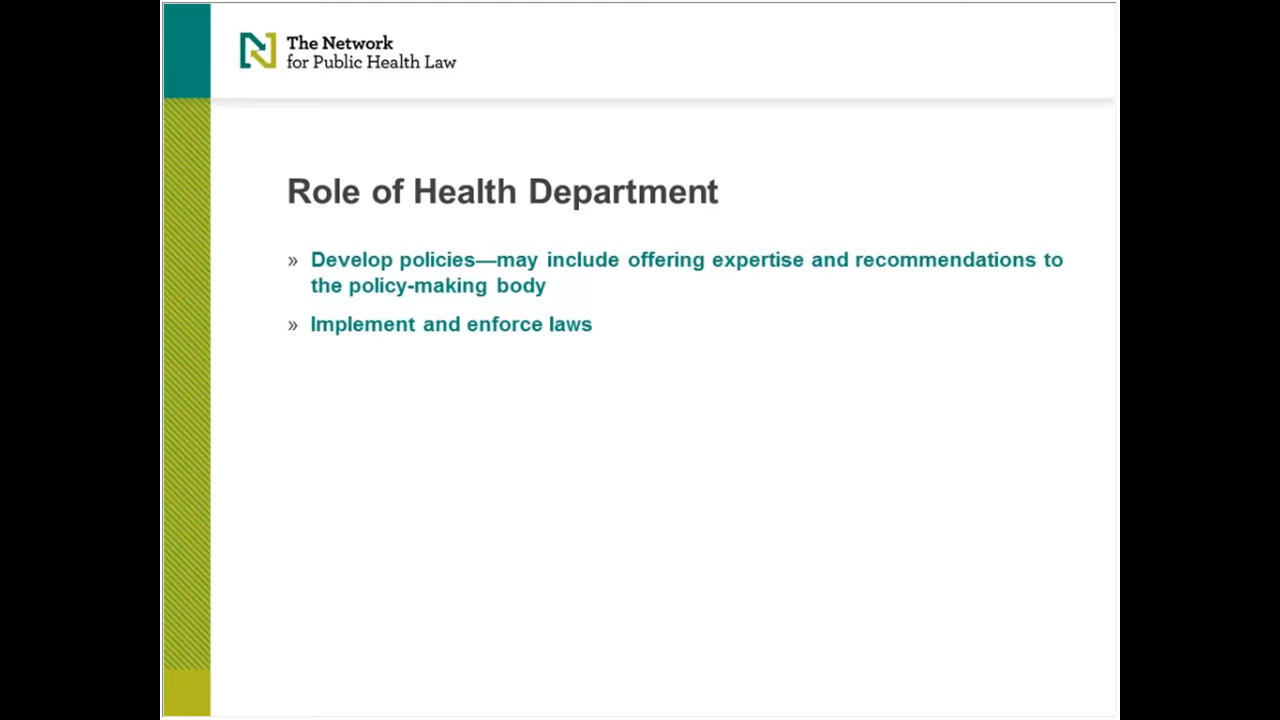 The Network
for Public Health Law
Role of Health Department
» Develop policies—may include offering expertise and recommendations to
the policy-making body
» Implement and enforce laws